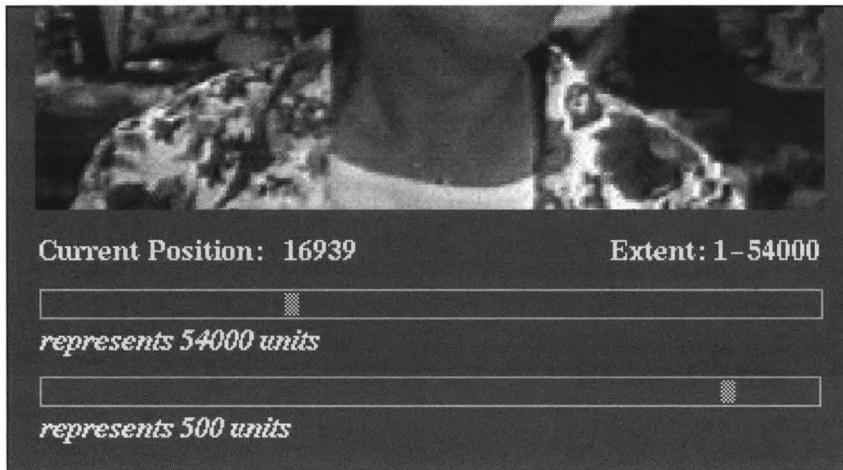 Current Position: 16939 Extent: 1-54000
represents 54000 units
represents 500 units